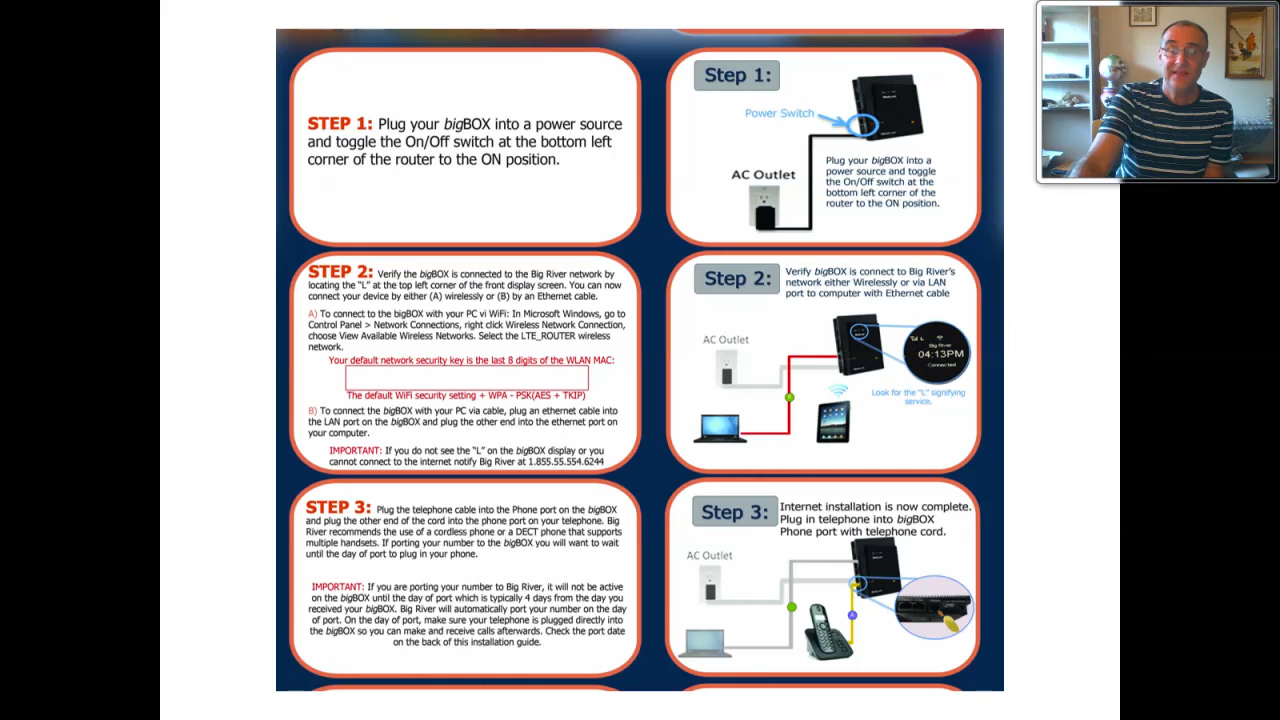 STEP 1: Plug your bigBOX into a power source
and toggle the On/Off switch at the bottom left
corner of the router to the ON position.
Step 1:
Power Switch
AC Outlet
Plug your bigBOX into a
power source and toggle
the On/Off switch at the
bottom left corner of the
router to the ON position.
STEP 2: Verify the bigBOX is connected to the Big River network by
locating the "L" at the top left corner of the front display screen. You can now
connect your device by either (A) wirelessly or (B) by an Ethernet cable.
A) To connect to the bigBOX with your PC vi WiFi: In Microsoft Windows, go to
Control Panel > Network Connections, right click Wireless Network Connection,
choose View Available Wireless Networks. Select the LTE_ROUTER wireless
network.
Your default network security key is the last 8 digits of the WLAN MAC:
The default WiFi security setting + WPA - PSK(AES + TKIP)
B) To connect the bigBOX with your PC via cable, plug an ethernet cable into
the LAN port on the bigBOX and plug the other end into the ethernet port on
your computer.
IMPORTANT: If you do not see the "L" on the bigBOX display or you
cannot connect to the internet notify Big River at 1.855.55.554.6244
Step 2:
Verify bigBOX is connect to Big River's
network either Wirelessly or via LAN
port to computer with Ethernet cable
AC Outlet
Big River
04:13PM
Connected
Look for the "L" signifying
service.
STEP 3: Plug the telephone cable into the Phone port on the bigBOX
and plug the other end of the cord into the phone port on your telephone. Big
River recommends the use of a cordless phone or a DECT phone that supports
multiple handsets. If porting your number to the bigBOX you will want to wait
until the day of port to plug in your phone.
IMPORTANT: If you are porting your number to Big River, it will not be active
on the bigBOX until the day of port which is typically 4 days from the day you
received your bigBOX. Big River will automatically port your number on the day
of port. On the day of port, make sure your telephone is plugged directly into
the bigBOX so you can make and receive calls afterwards. Check the port date
on the back of this installation guide.
Step 3:
Internet installation is now complete.
Plug in telephone into bigBOX
Phone port with telephone cord.
AC Outlet